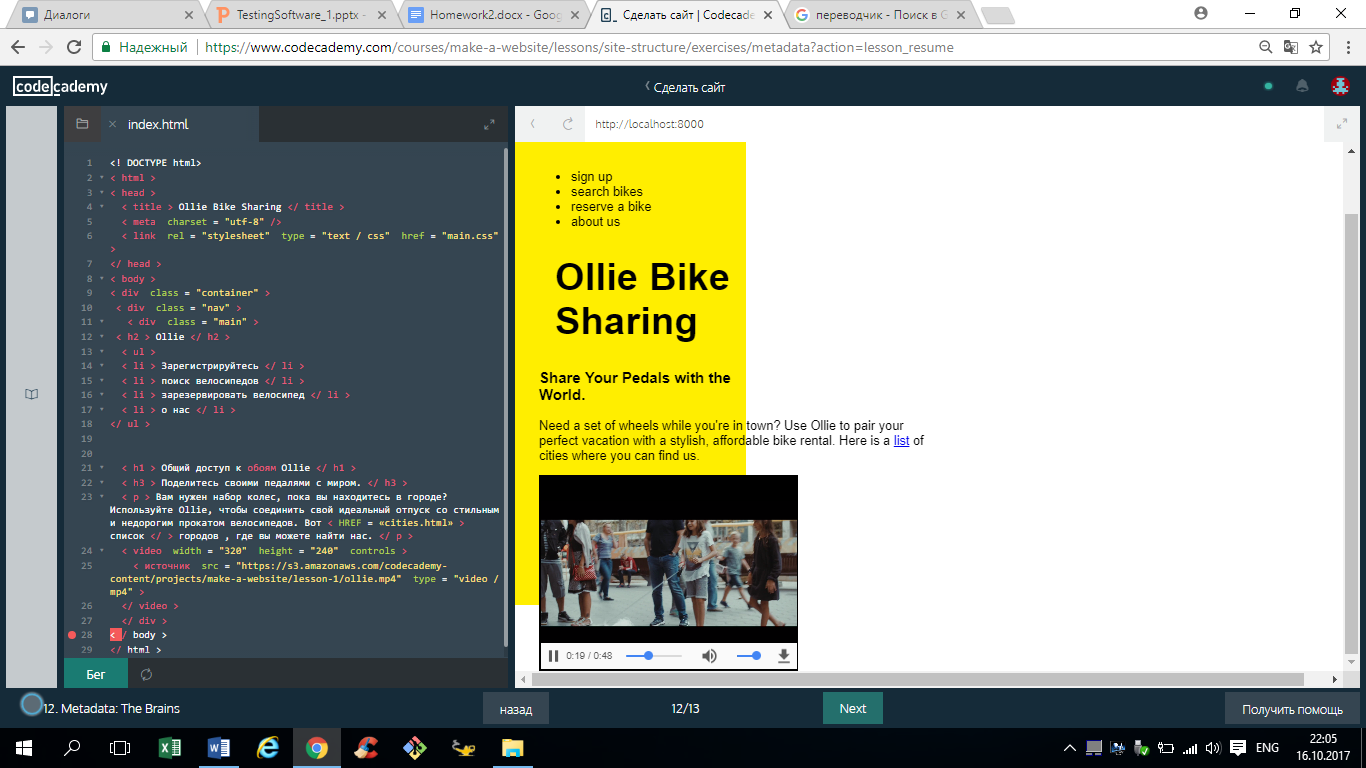 Диалоги
TestingSoftware_1.pptx -
Homework2.docx - Goog
Сделать сайт | Codecade
переводчик - Поиск в G
Надежный
https://www.codecademy.com/courses/make-a-website/lessons/site-structure/exercises/metadata?action=lesson_resume
codecademy
Сделать сайт
index.html
1 <! DOCTYPE html>
2 < html >
3 < head >
4 < title > Ollie Bike Sharing </ title >
5 < meta charset = "utf-8" />
6 < link rel = "stylesheet" type = "text / css" href = "main.css"
>
7 </ head >
8 < body >
9 < div class = "container" >
10 < div class = "nav" >
11 < div class = "main" >
12 < h2 > Ollie </ h2 >
13 < ul >
14 < li > Зарегистрируйтесь </ li >
15 < li > поиск велосипедов </ li >
16 < li > зарезервировать велосипед </ li >
17 < li > о нас </ li >
18 </ ul >
19
20
21 < h1 > Общий доступ к обоям Ollie </ h1 >
22 < h3 > Поделитесь своими педалями с миром. </ h3 >
23 < p > Вам нужен набор колес, пока вы находитесь в городе?
Используйте Ollie, чтобы соединить свой идеальный отпуск со стильным
и недорогим прокатом велосипедов. Вот < HREF = «cities.html» >
список </ > городов , где вы можете найти нас. </ p >
24 < video width = "320" height = "240" controls >
25 < источник src = "https://s3.amazonaws.com/codecademy-
content/projects/make-a-website/lesson-1/ollie.mp4" type = "video /
mp4" >
26 </ video >
27 </ div >
28 < / body >
29 </ html >
Бег
http://localhost:8000
sign up
search bikes
reserve a bike
about us
Ollie Bike
Sharing
Share Your Pedals with the
World.
Need a set of wheels while you're in town? Use Ollie to pair your
perfect vacation with a stylish, affordable bike rental. Here is a list of
cities where you can find us.
0:19 / 0:48
12. Metadata: The Brains
назад
12/13
Next
Получить помощь
ENG
22:05
16.10.2017